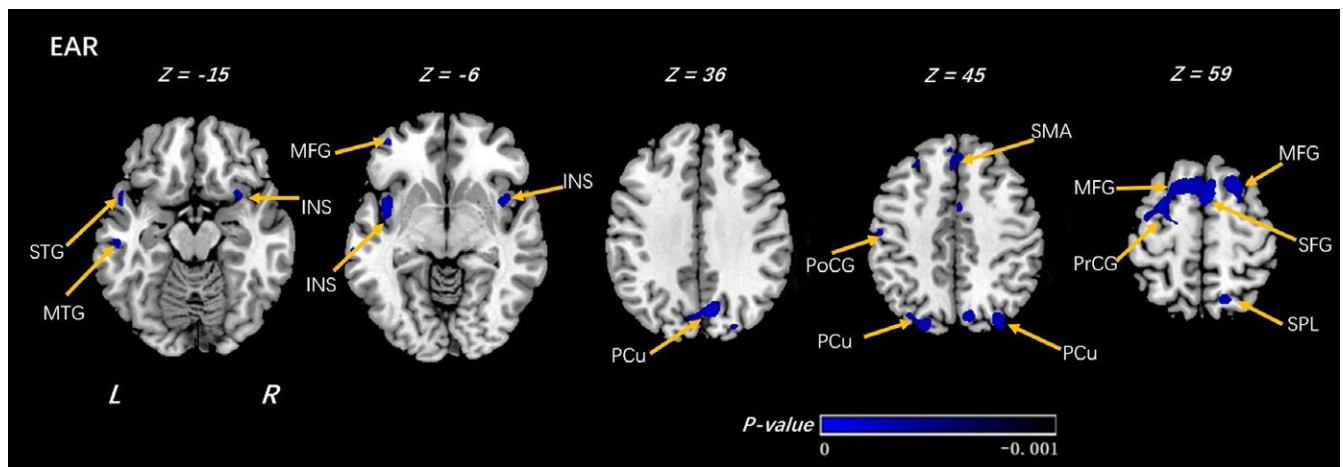 EAR
Z = -15
Z = -6
Z = 36
Z = 45
Z = 59
STG
MTG
INS
MFG
INS
INS
PCu
SMA
PoCG
PCu
PCu
MFG
MFG
PrCG
SFG
SPL
L
R
P-value
0
-0.001